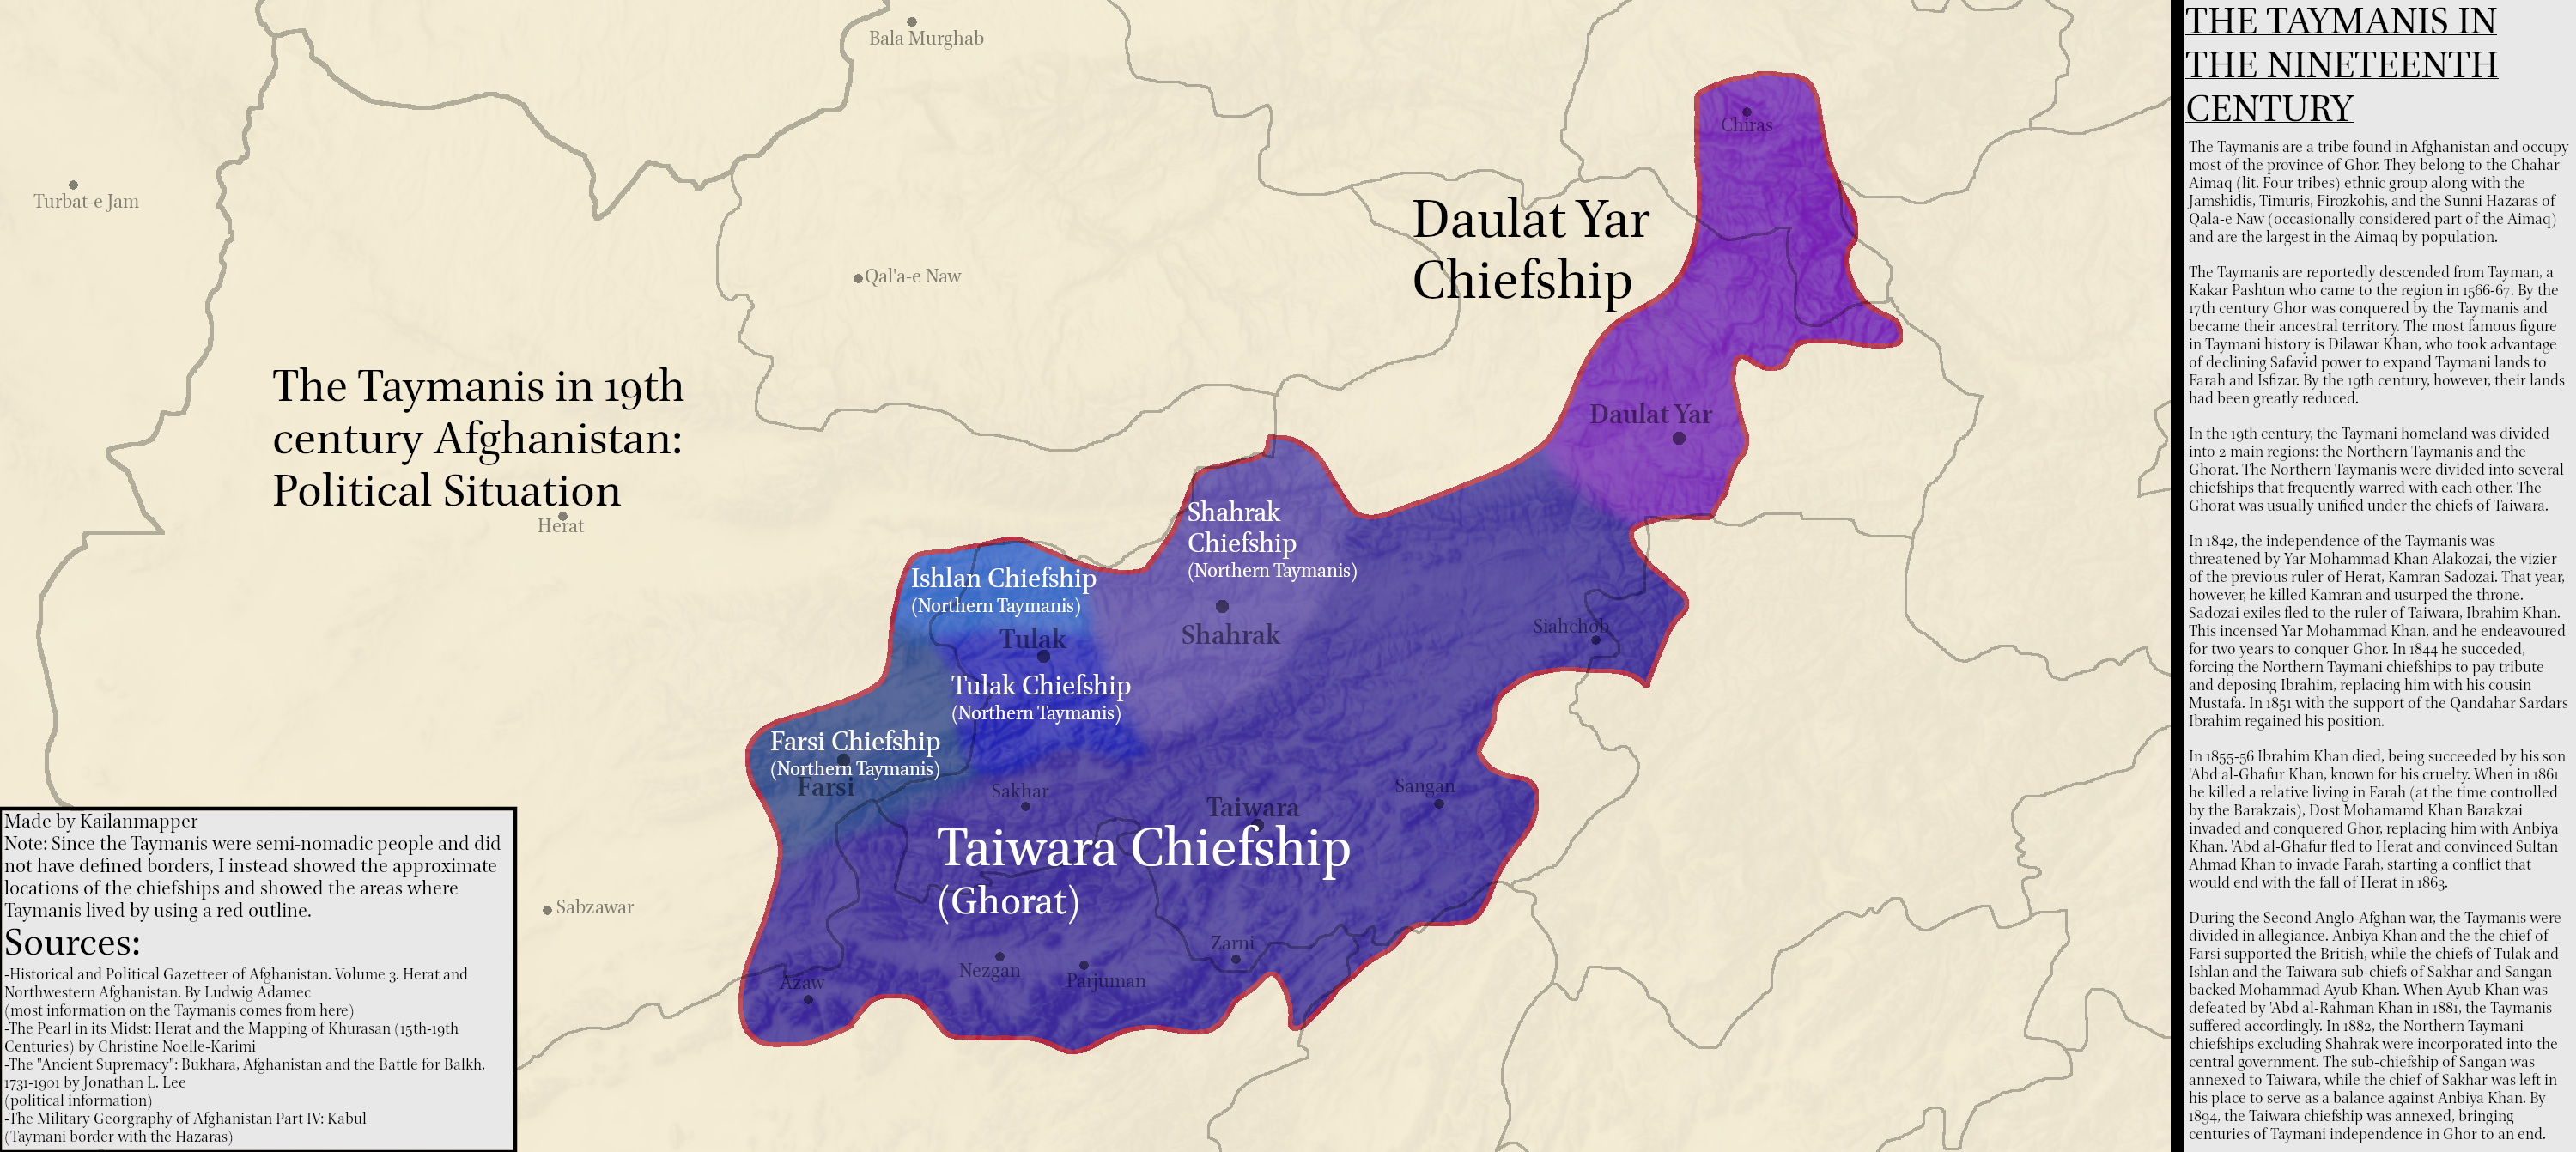 Bala Murghab
Turbat-e Jam
Qal'a-e Naw
Chiras
Daulat Yar
Chiefship
The Taymanis in 19th
century Afghanistan:
Political Situation
Herat
Daulat Yar
Shahrak
Chiefship
(Northern Taymanis)
Shahrak
Ishlan Chiefship
(Northern Taymanis)
Tulak
Tulak Chiefship
(Northern Taymanis)
Siahchob
Farsi Chiefship
(Northern Taymanis)
Farsi
Sakhar
Taiwara
Sangan
Taiwara Chiefship
(Ghorat)
Sabzawar
Zarni
Nezgan
Parjuman
Azaw
Made by Kailanmapper
Note: Since the Taymanis were semi-nomadic people and did
not have defined borders, I instead showed the approximate
locations of the chiefships and showed the areas where
Taymanis lived by using a red outline.
Sources:
-Historical and Political Gazetteer of Afghanistan. Volume 3. Herat and
Northwestern Afghanistan. By Ludwig Adamec
(most information on the Taymanis comes from here)
-The Pearl in its Midst: Herat and the Mapping of Khurasan (15th-19th
Centuries) by Christine Noelle-Karimi
-The "Ancient Supremacy": Bukhara, Afghanistan and the Battle for Balkh,
1731-1901 by Jonathan L. Lee
(political information)
-The Military Georgraphy of Afghanistan Part IV: Kabul
(Taymani border with the Hazaras)
THE TAYMANIS IN
THE NINETEENTH
CENTURY
The Taymanis are a tribe found in Afghanistan and occupy
most of the province of Ghor. They belong to the Chahar
Aimaq (lit. Four tribes) ethnic group along with the
Jamshidis, Timuris, Firozkohis, and the Sunni Hazaras of
Qala-e Naw (occasionally considered part of the Aimaq)
and are the largest in the Aimaq by population.
The Taymanis are reportedly descended from Tayman, a
Kakar Pashtun who came to the region in 1566-67. By the
17th century Ghor was conquered by the Taymanis and
became their ancestral territory. The most famous figure
in Taymani history is Dilawar Khan, who took advantage
of declining Safavid power to expand Taymani lands to
Farah and Isfizar. By the 19th century, however, their lands
had been greatly reduced.
In the 19th century, the Taymani homeland was divided
into 2 main regions: the Northern Taymanis and the
Ghorat. The Northern Taymanis were divided into several
chiefships that frequently warred with each other. The
Ghorat was usually unified under the chiefs of Taiwara.
In 1842, the independence of the Taymanis was
threatened by Yar Mohammad Khan Alakozai, the vizier
of the previous ruler of Herat, Kamran Sadozai. That year,
however, he killed Kamran and usurped the throne.
Sadozai exiles fled to the ruler of Taiwara, Ibrahim Khan.
This incensed Yar Mohammad Khan, and he endeavoured
for two years to conquer Ghor. In 1844 he succeded,
forcing the Northern Taymani chiefships to pay tribute
and deposing Ibrahim, replacing him with his cousin
Mustafa. In 1851 with the support of the Qandahar Sardars
Ibrahim regained his position.
In 1855-56 Ibrahim Khan died, being succeeded by his son
'Abd al-Ghafur Khan, known for his cruelty. When in 1861
he killed a relative living in Farah (at the time controlled
by the Barakzais), Dost Mohamamd Khan Barakzai
invaded and conquered Ghor, replacing him with Anbiya
Khan. 'Abd al-Ghafur fled to Herat and convinced Sultan
Ahmad Khan to invade Farah, starting a conflict that
would end with the fall of Herat in 1863.
During the Second Anglo-Afghan war, the Taymanis were
divided in allegiance. Anbiya Khan and the the chief of
Farsi supported the British, while the chiefs of Tulak and
Ishlan and the Taiwara sub-chiefs of Sakhar and Sangan
backed Mohammad Ayub Khan. When Ayub Khan was
defeated by 'Abd al-Rahman Khan in 1881, the Taymanis
suffered accordingly. In 1882, the Northern Taymani
chiefships excluding Shahrak were incorporated into the
central government. The sub-chiefship of Sangan was
annexed to Taiwara, while the chief of Sakhar was left in
his place to serve as a balance against Anbiya Khan. By
1894, the Taiwara chiefship was annexed, bringing
centuries of Taymani independence in Ghor to an end.